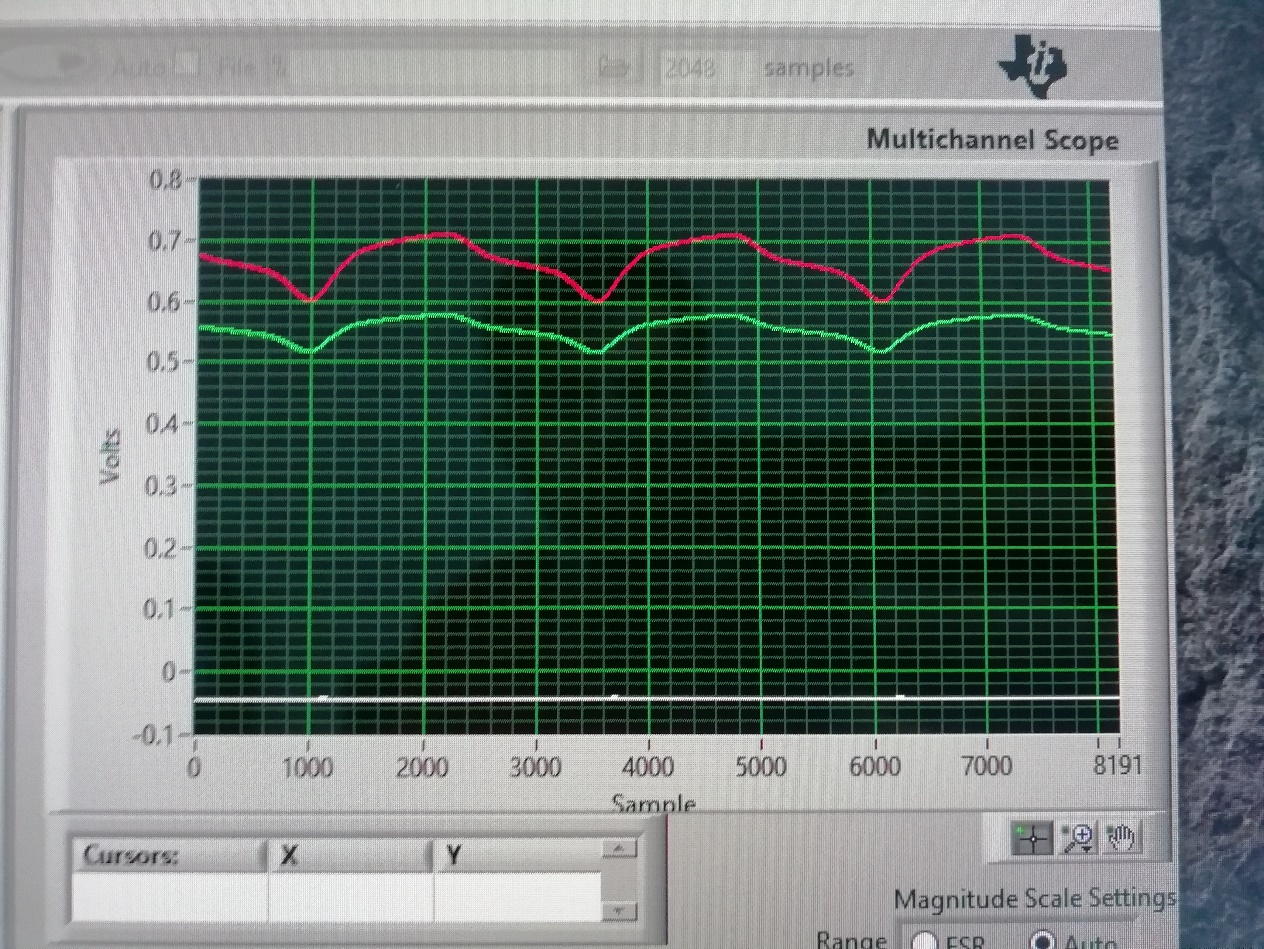 Auto File % 2048 samples
Multichannel Scope
0.8
0.7
0.6
0.5
0.4
0.3
0.2
0.1
0
-0.1
Volts
0 1000 2000 3000 4000 5000 6000 7000 8191
Sample
Cursors: X Y
Magnitude Scale Settings
Range FSR Auto